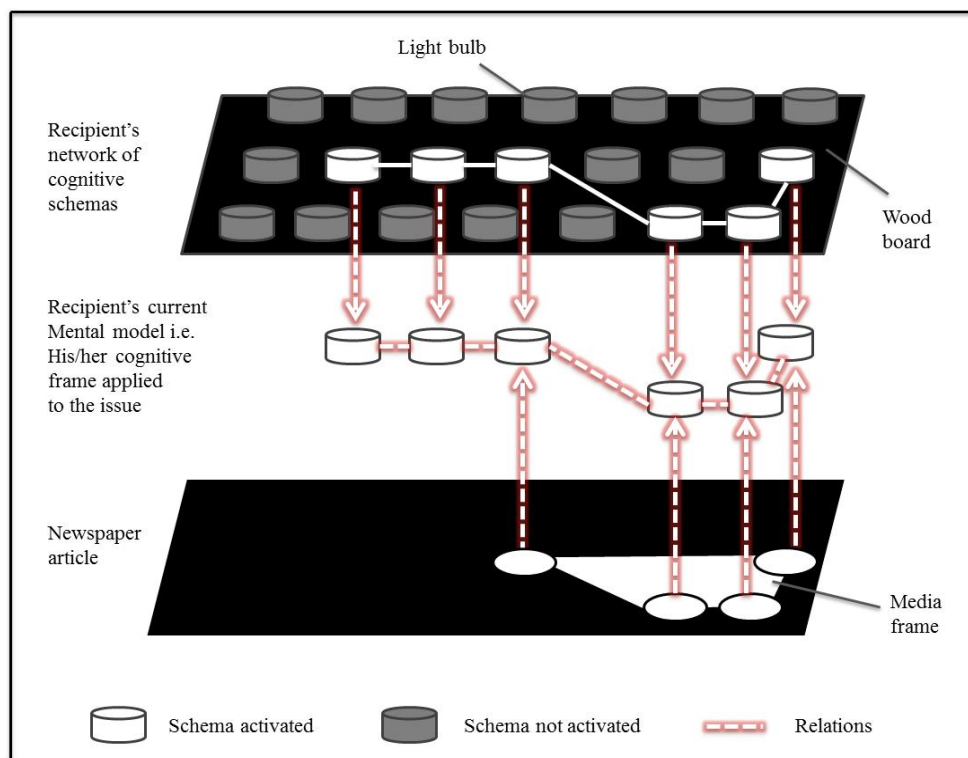 Light bulb
Recipient's
network of
cognitive
schemas
Wood
board
Recipient's current
Mental model i.e.
His/her cognitive
frame applied
to the issue
Newspaper
article
Media
frame
Schema activated
Schema not activated
Relations